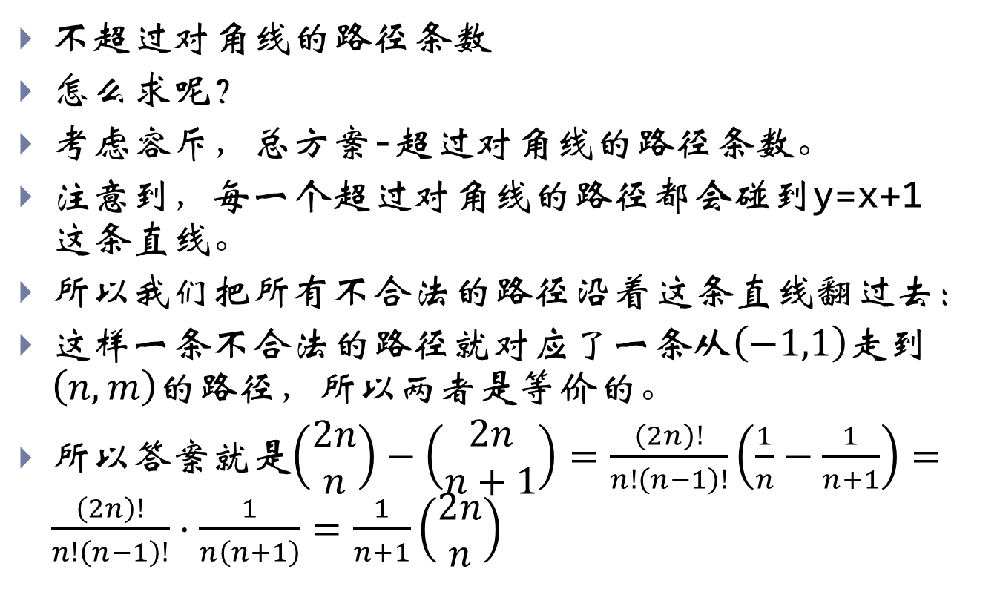 不超过对角线的路径条数
怎么求呢?
考虑容斥，总方案-超过对角线的路径条数。
注意到，每一个超过对角线的路径都会碰到y=x+1
这条直线。
所以我们把所有不合法的路径沿着这条直线翻过去：
这样一条不合法的路径就对应了一条从(−1,1)走到
(n, m)的路径，所以两者是等价的。
所以答案就是\binom{2n}{n} − \binom{2n}{n+1} = \frac{(2n)!}{n!(n−1)!}\left(\frac{1}{n} − \frac{1}{n+1}\right) =
\frac{(2n)!}{n!(n−1)!} · \frac{1}{n(n+1)} = \frac{1}{n+1}\binom{2n}{n}